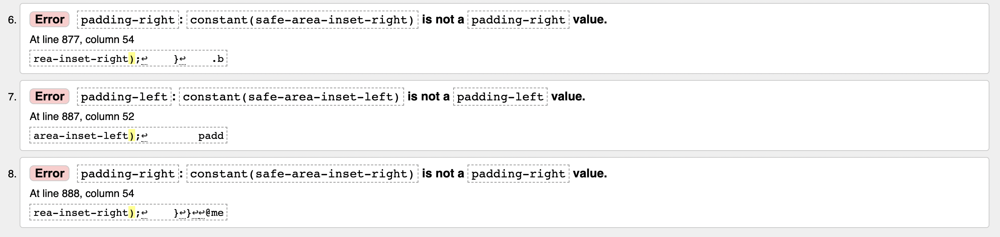 6. Error padding-right: constant(safe-area-inset-right) is not a padding-right value.
At line 877, column 54
rea-inset-right);↩    }↩    .b
7. Error padding-left: constant(safe-area-inset-left) is not a padding-left value.
At line 887, column 52
area-inset-left);↩        padd
8. Error padding-right: constant(safe-area-inset-right) is not a padding-right value.
At line 888, column 54
rea-inset-right);↩    }↩}↩↩@me